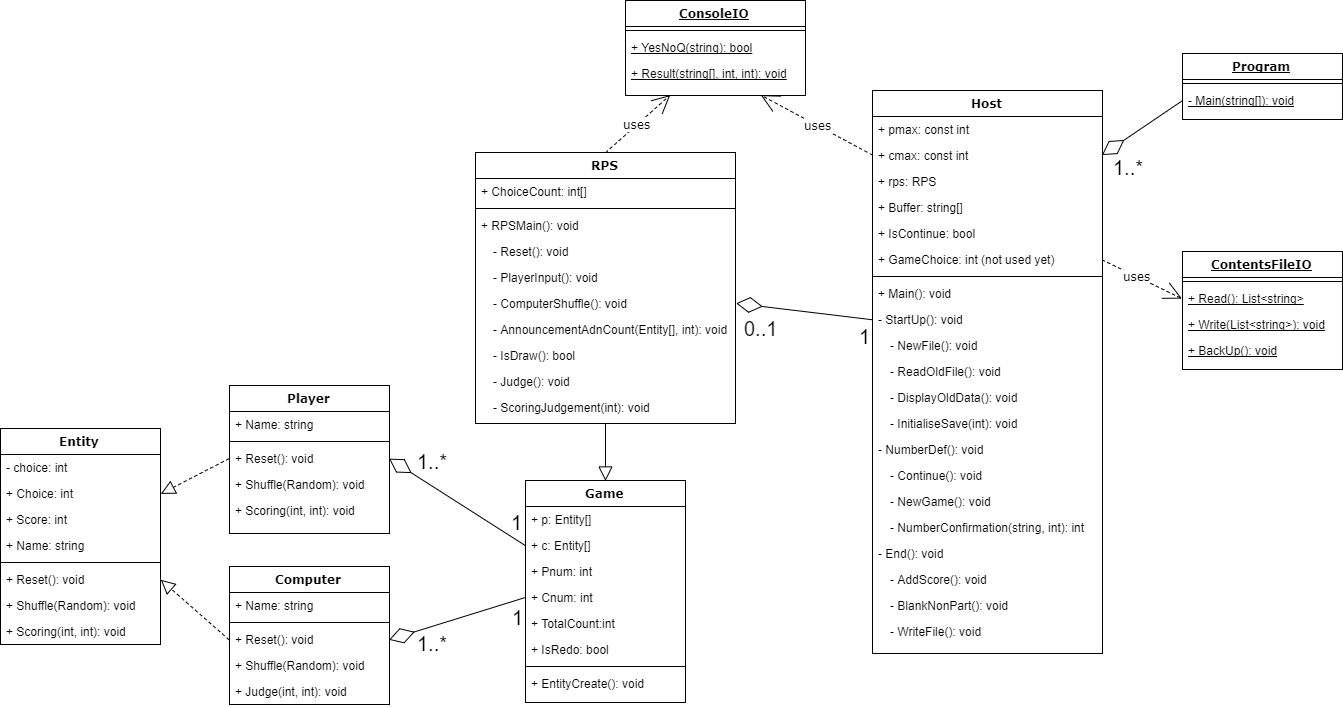 ConsoleIO
+ YesNoQ(string): bool
+ Result(string[], int, int): void
uses
uses
Program
- Main(string[]): void
1..*
Host
+ pmax: const int
+ cmax: const int
+ rps: RPS
+ Buffer: string[]
+ IsContinue: bool
+ GameChoice: int (not used yet)
+ Main(): void
- StartUp(): void
- NewFile(): void
- ReadOldFile(): void
- DisplayOldData(): void
- InitialiseSave(int): void
- NumberDef(): void
- Continue(): void
- NewGame(): void
- NumberConfirmation(string, int): int
- End(): void
- AddScore(): void
- BlankNonPart(): void
- WriteFile(): void
uses
ContentsFileIO
+ Read(): List<string>
+ Write(List<string>): void
+ BackUp(): void
RPS
+ ChoiceCount: int[]
+ RPSMain(): void
- Reset(): void
- PlayerInput(): void
- ComputerShuffle(): void
- AnnouncementAdnCount(Entity[], int): void
- IsDraw(): bool
- Judge(): void
- ScoringJudgement(int): void
0..1
1
Player
+ Name: string
+ Reset(): void
+ Shuffle(Random): void
+ Scoring(int, int): void
1..*
1
Entity
- choice: int
+ Choice: int
+ Score: int
+ Name: string
+ Reset(): void
+ Shuffle(Random): void
+ Scoring(int, int): void
Computer
+ Name: string
+ Reset(): void
+ Shuffle(Random): void
+ Judge(int, int): void
1..*
1
Game
+ p: Entity[]
+ c: Entity[]
+ Pnum: int
+ Cnum: int
+ TotalCount:int
+ IsRedo: bool
+ EntityCreate(): void